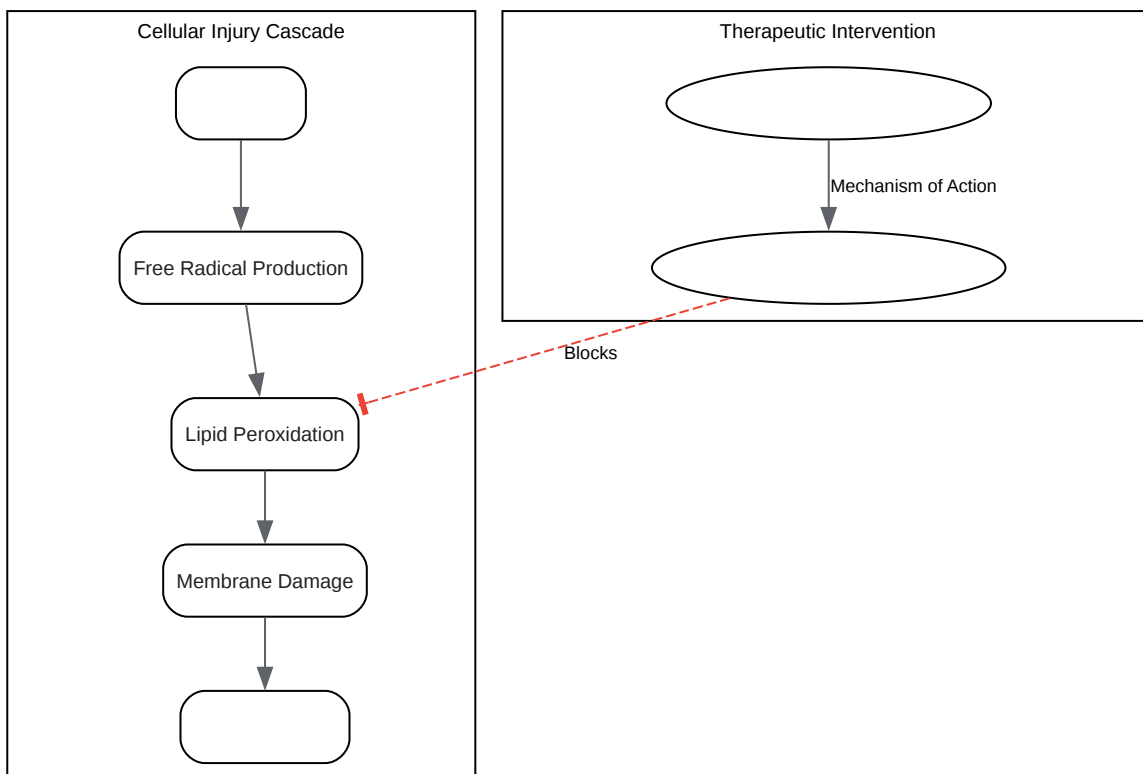 Cellular Injury Cascade
Free Radical Production
Lipid Peroxidation
Membrane Damage
Therapeutic Intervention
Mechanism of Action
Blocks